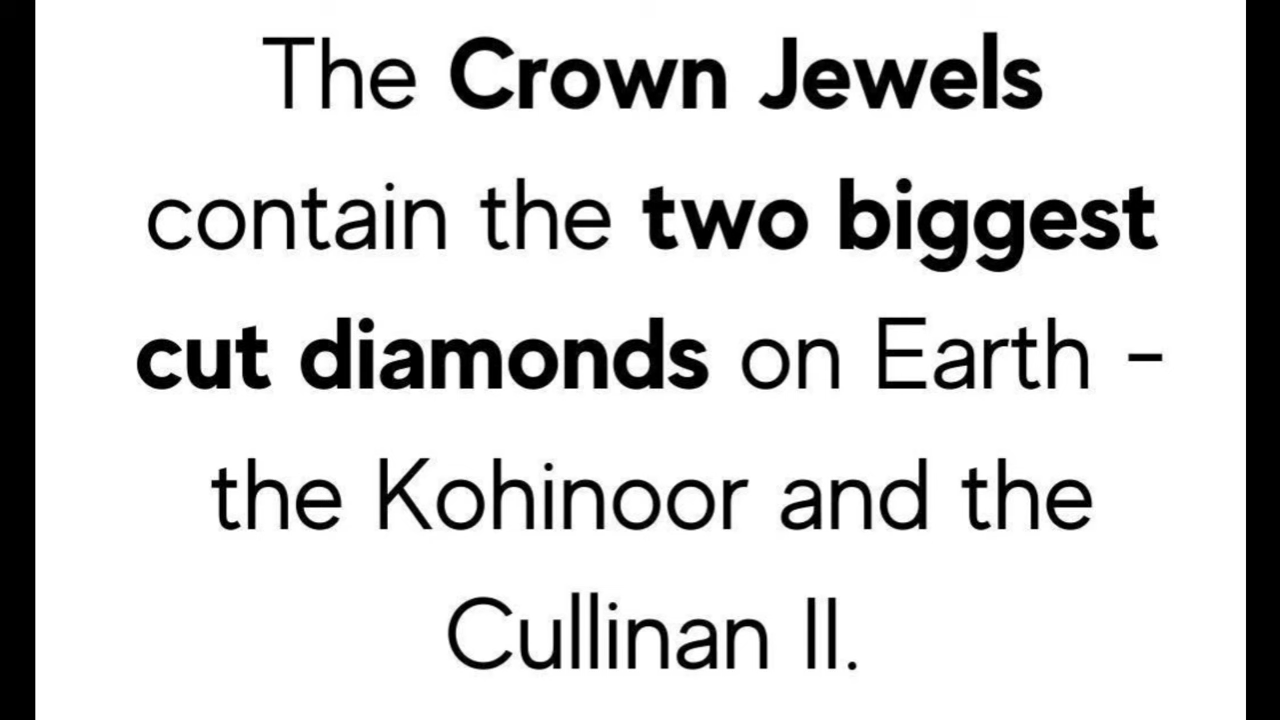 The Crown Jewels
contain the two biggest
cut diamonds on Earth -
the Kohinoor and the
Cullinan II.